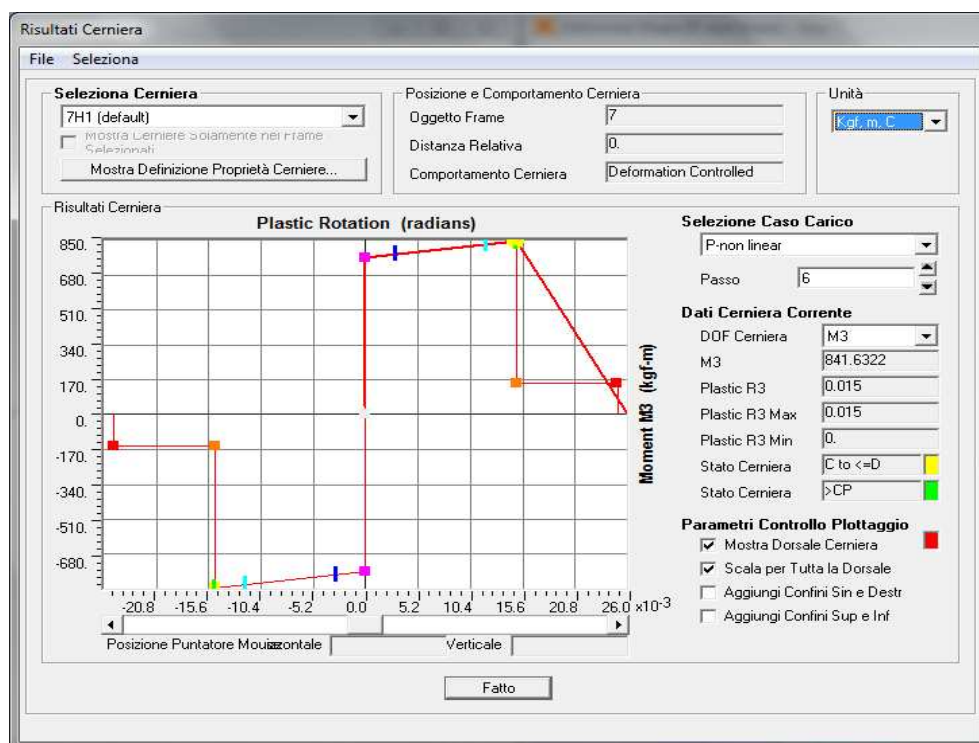 Risultati Cerniera
File Seleziona
Seleziona Cerniera
7H1 (default)
Mostra Cerniere Solamente nei Frame
Selezionati
Mostra Definizione Proprietà Cerniere...
Posizione e Comportamento Cerniera
Oggetto Frame 7
Distanza Relativa 0.
Comportamento Cerniera Deformation Controlled
Unità
Kgf, m, C
Risultati Cerniera
Plastic Rotation (radians)
850.
680.
510.
340.
170.
0.
-170.
-340.
-510.
-680.
-20.8 -15.6 -10.4 -5.2 0.0 5.2 10.4 15.6 20.8 26.0 x10-3
Moment M3 (kgf-m)
Posizione Puntatore Mouse
Verticale
Selezione Caso Carico
P-non linear
Passo 6
Dati Cerniera Corrente
DOF Cerniera M3
M3 841.6322
Plastic R3 0.015
Plastic R3 Max 0.015
Plastic R3 Min 0.
Stato Cerniera C to <=D
Stato Cerniera >CP
Parametri Controllo Plottaggio
Mostra Dorsale Cerniera
Scala per Tutta la Dorsale
Aggiungi Confini Sin e Destr
Aggiungi Confini Sup e Inf
Fatto